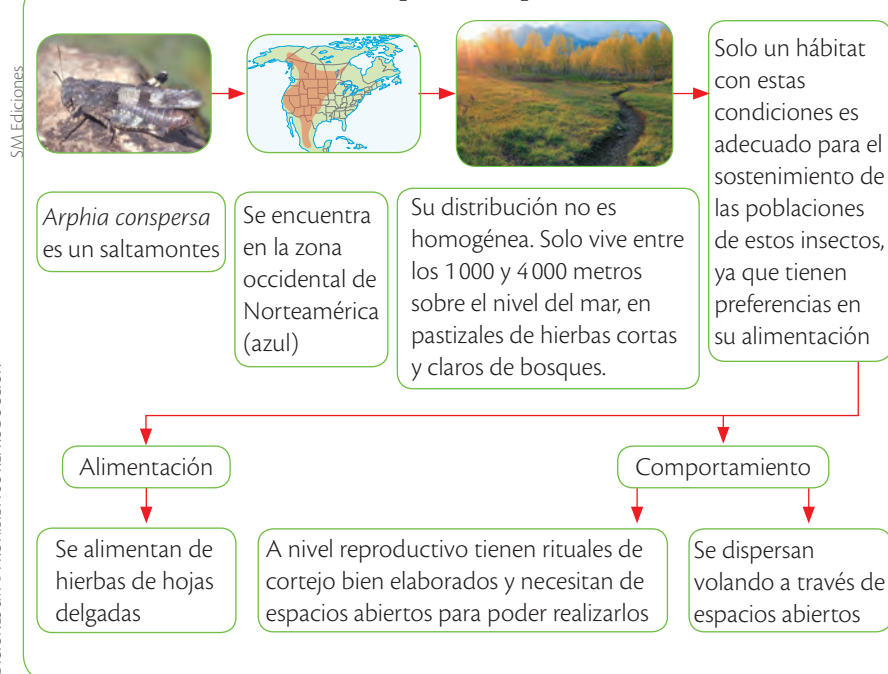 SM Ediciones
Solo un hábitat
con estas
condiciones es
adecuado para el
sostenimiento de
las poblaciones
de estos insectos,
ya que tienen
preferencias en
su alimentación
Arphia conspersa
es un saltamontes
Se encuentra
en la zona
occidental de
Norteamérica
(azul)
Su distribución no es
homogénea. Solo vive entre
los 1 000 y 4 000 metros
sobre el nivel del mar, en
pastizales de hierbas cortas
y claros de bosques.
Alimentación
Comportamiento
Se alimentan de
hierbas de hojas
delgadas
A nivel reproductivo tienen rituales de
cortejo bien elaborados y necesitan de
espacios abiertos para poder realizarlos
Se dispersan
volando a través de
espacios abiertos